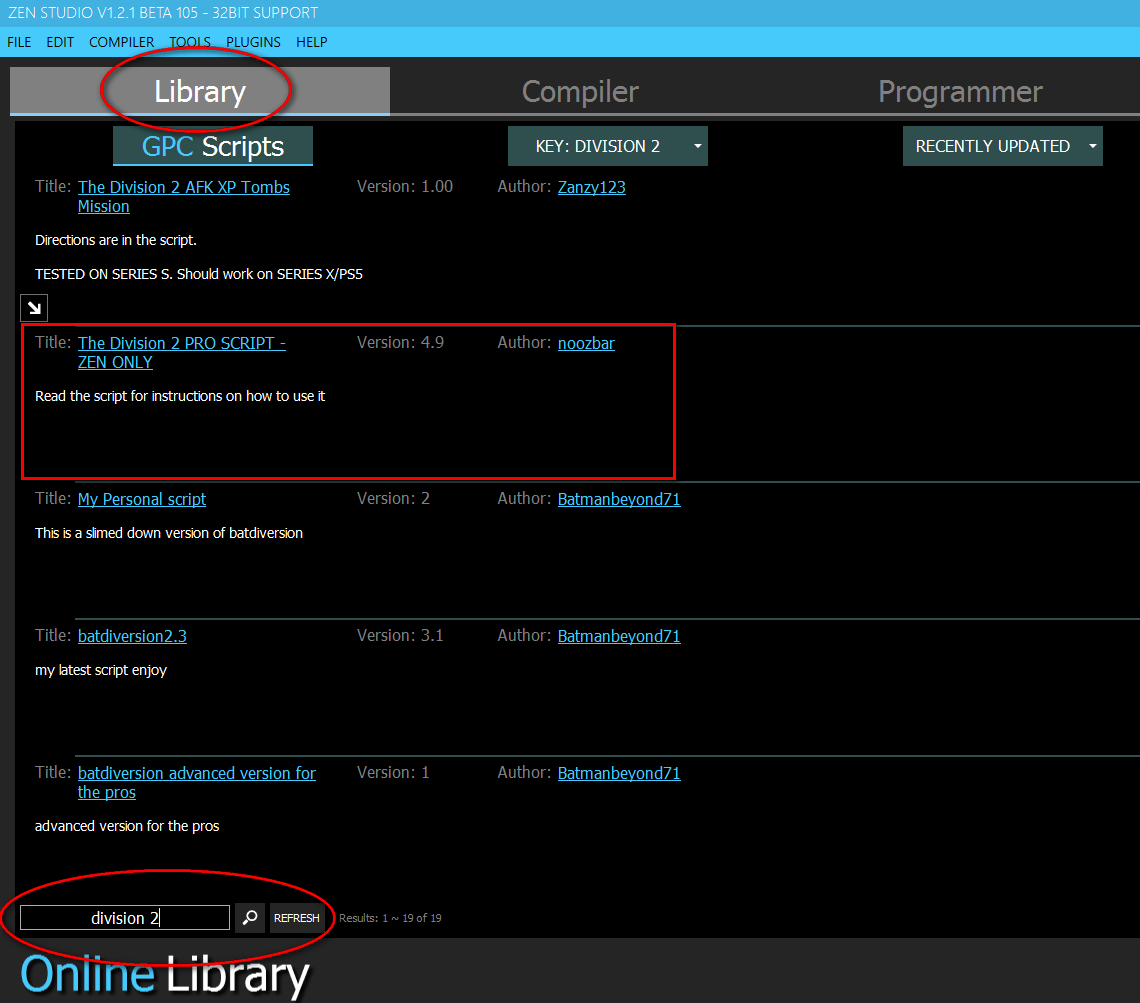 ZEN STUDIO V1.2.1 BETA 105 - 32BIT SUPPORT
FILE EDIT COMPILER TOOLS PLUGINS HELP
Library Compiler Programmer
GPC Scripts KEY: DIVISION 2 RECENTLY UPDATED
Title: The Division 2 AFK XP Tombs Version: 1.00 Author: Zanzy123
Mission
Directions are in the script.
TESTED ON SERIES S. Should work on SERIES X/PS5
Title: The Division 2 PRO SCRIPT - Version: 4.9 Author: noozbar
ZEN ONLY
Read the script for instructions on how to use it
Title: My Personal script Version: 2 Author: Batmanbeyond71
This is a slimed down version of batdiversion
Title: batdiversion2.3 Version: 3.1 Author: Batmanbeyond71
my latest script enjoy
Title: batdiversion advanced version for Version: 1 Author: Batmanbeyond71
the pros
advanced version for the pros
division 2 REFRESH Results: 1 ~ 19 of 19
Online Library